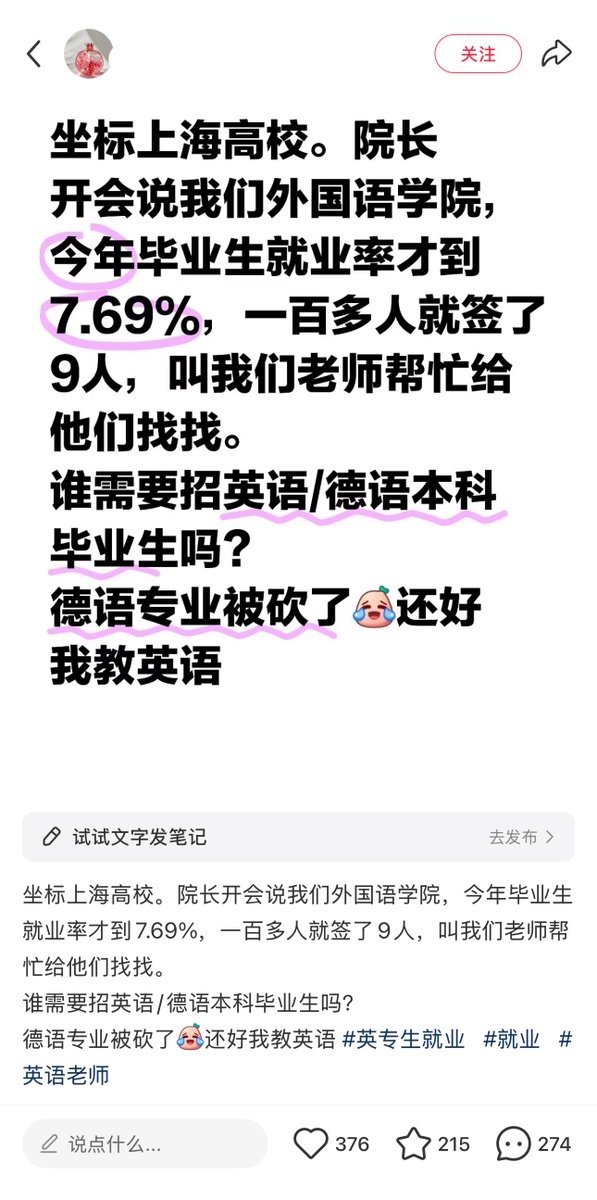 关注
坐标上海高校。院长
开会说我们外国语学院，
今年毕业生就业率才到
7.69%，一百多人就签了
9人，叫我们老师帮忙给
他们找找。
谁需要招英语/德语本科
毕业生吗？
德语专业被砍了😂还好
我教英语
试试文字发笔记
去发布
坐标上海高校。院长开会说我们外国语学院，今年毕业生
就业率才到7.69%，一百多人就签了9人，叫我们老师帮
忙给他们找找。
谁需要招英语/德语本科毕业生吗？
德语专业被砍了😂还好我教英语 #英专生就业 #就业 #
英语老师
说点什么...
376
215
274